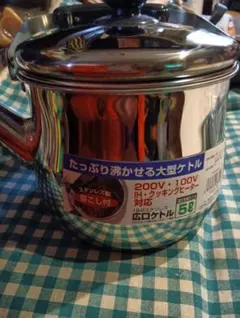 たっぷり沸かせる大型ケトル
200V・100V
IH・クッキングヒーター
対応
ステンレス製
茶こし付
広口ケトル
5ℓ